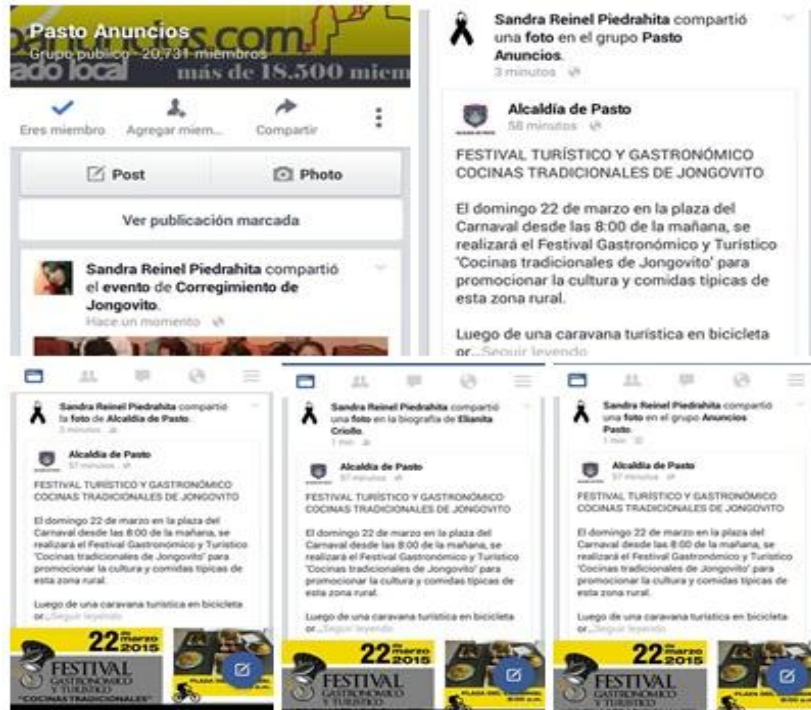 Pasto Anuncios
Grupo público · 20,731 miembros
ado local
más de 18.500 miem
Eres miembro
Agregar miem...
Compartir
Post
Photo
Ver publicación marcada
Sandra Reinel Piedrahita compartió
el evento de Corregimiento de
Jongovito.
Hace un momento
Sandra Reinel Piedrahita compartió
una foto en el grupo Pasto
Anuncios.
3 minutos
Alcaldía de Pasto
58 minutos
FESTIVAL TURÍSTICO Y GASTRONÓMICO
COCINAS TRADICIONALES DE JONGOVITO
El domingo 22 de marzo en la plaza del
Carnaval desde las 8:00 de la mañana, se
realizará el Festival Gastronómico y Turístico
'Cocinas tradicionales de Jongovito' para
promocionar la cultura y comidas típicas de
esta zona rural.
Luego de una caravana turística en bicicleta
or...Seguir leyendo
Sandra Reinel Piedrahita compartió
la foto de Alcaldía de Pasto.
3 minutos
Alcaldía de Pasto
57 minutos
FESTIVAL TURÍSTICO Y GASTRONÓMICO
COCINAS TRADICIONALES DE JONGOVITO
El domingo 22 de marzo en la plaza del
Carnaval desde las 8:00 de la mañana, se
realizará el Festival Gastronómico y Turístico
'Cocinas tradicionales de Jongovito' para
promocionar la cultura y comidas típicas de
esta zona rural.
Luego de una caravana turística en bicicleta
or...Seguir leyendo
22 de marzo 2015
FESTIVAL
GASTRONÓMICO
Y TURÍSTICO
"COCINAS TRADICIONALES"
Sandra Reinel Piedrahita compartió
una foto en la biografía de Elianita
Criollo.
1 min
Alcaldía de Pasto
57 minutos
FESTIVAL TURÍSTICO Y GASTRONÓMICO
COCINAS TRADICIONALES DE JONGOVITO
El domingo 22 de marzo en la plaza del
Carnaval desde las 8:00 de la mañana, se
realizará el Festival Gastronómico y Turístico
'Cocinas tradicionales de Jongovito' para
promocionar la cultura y comidas típicas de
esta zona rural.
Luego de una caravana turística en bicicleta
or...Seguir leyendo
22 de marzo 2015
FESTIVAL
GASTRONÓMICO
Y TURÍSTICO
Sandra Reinel Piedrahita compartió
una foto en el grupo Anuncios
Pasto.
1 min
Alcaldía de Pasto
57 minutos
FESTIVAL TURÍSTICO Y GASTRONÓMICO
COCINAS TRADICIONALES DE JONGOVITO
El domingo 22 de marzo en la plaza del
Carnaval desde las 8:00 de la mañana, se
realizará el Festival Gastronómico y Turístico
'Cocinas tradicionales de Jongovito' para
promocionar la cultura y comidas típicas de
esta zona rural.
Luego de una caravana turística en bicicleta
or...Seguir leyendo
22 de marzo 2015
FESTIVAL
GASTRONÓMICO
Y TURÍSTICO